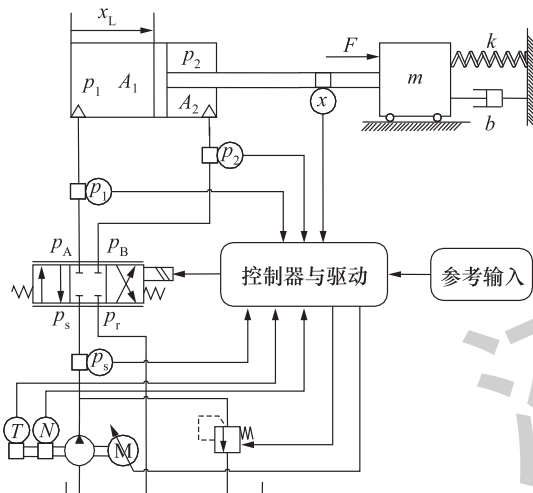 x_L
p_1 A_1
p_2
A_2
F
m
k
b
x
p_2
p_1
p_A p_B
p_s p_r
控制器与驱动
参考输入
p_s
T N
M